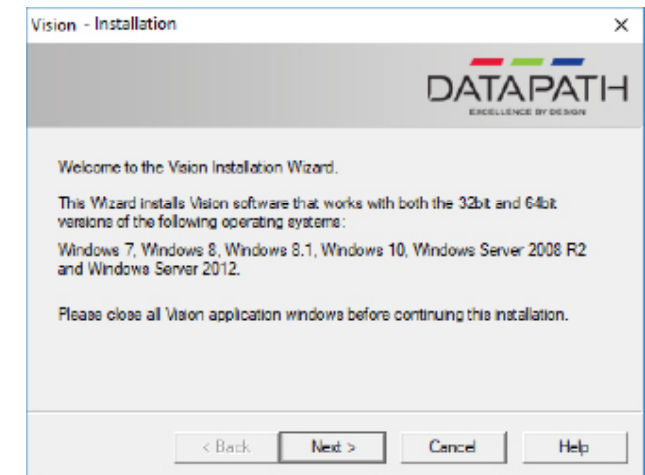 Vision - Installation
DATAPATH
EXCELLENCE BY DESIGN
Welcome to the Vision Installation Wizard.
This Wizard installs Vision software that works with both the 32bit and 64bit
versions of the following operating systems:
Windows 7, Windows 8, Windows 8.1, Windows 10, Windows Server 2008 R2
and Windows Server 2012.
Please close all Vision application windows before continuing this installation.
< Back Next > Cancel Help